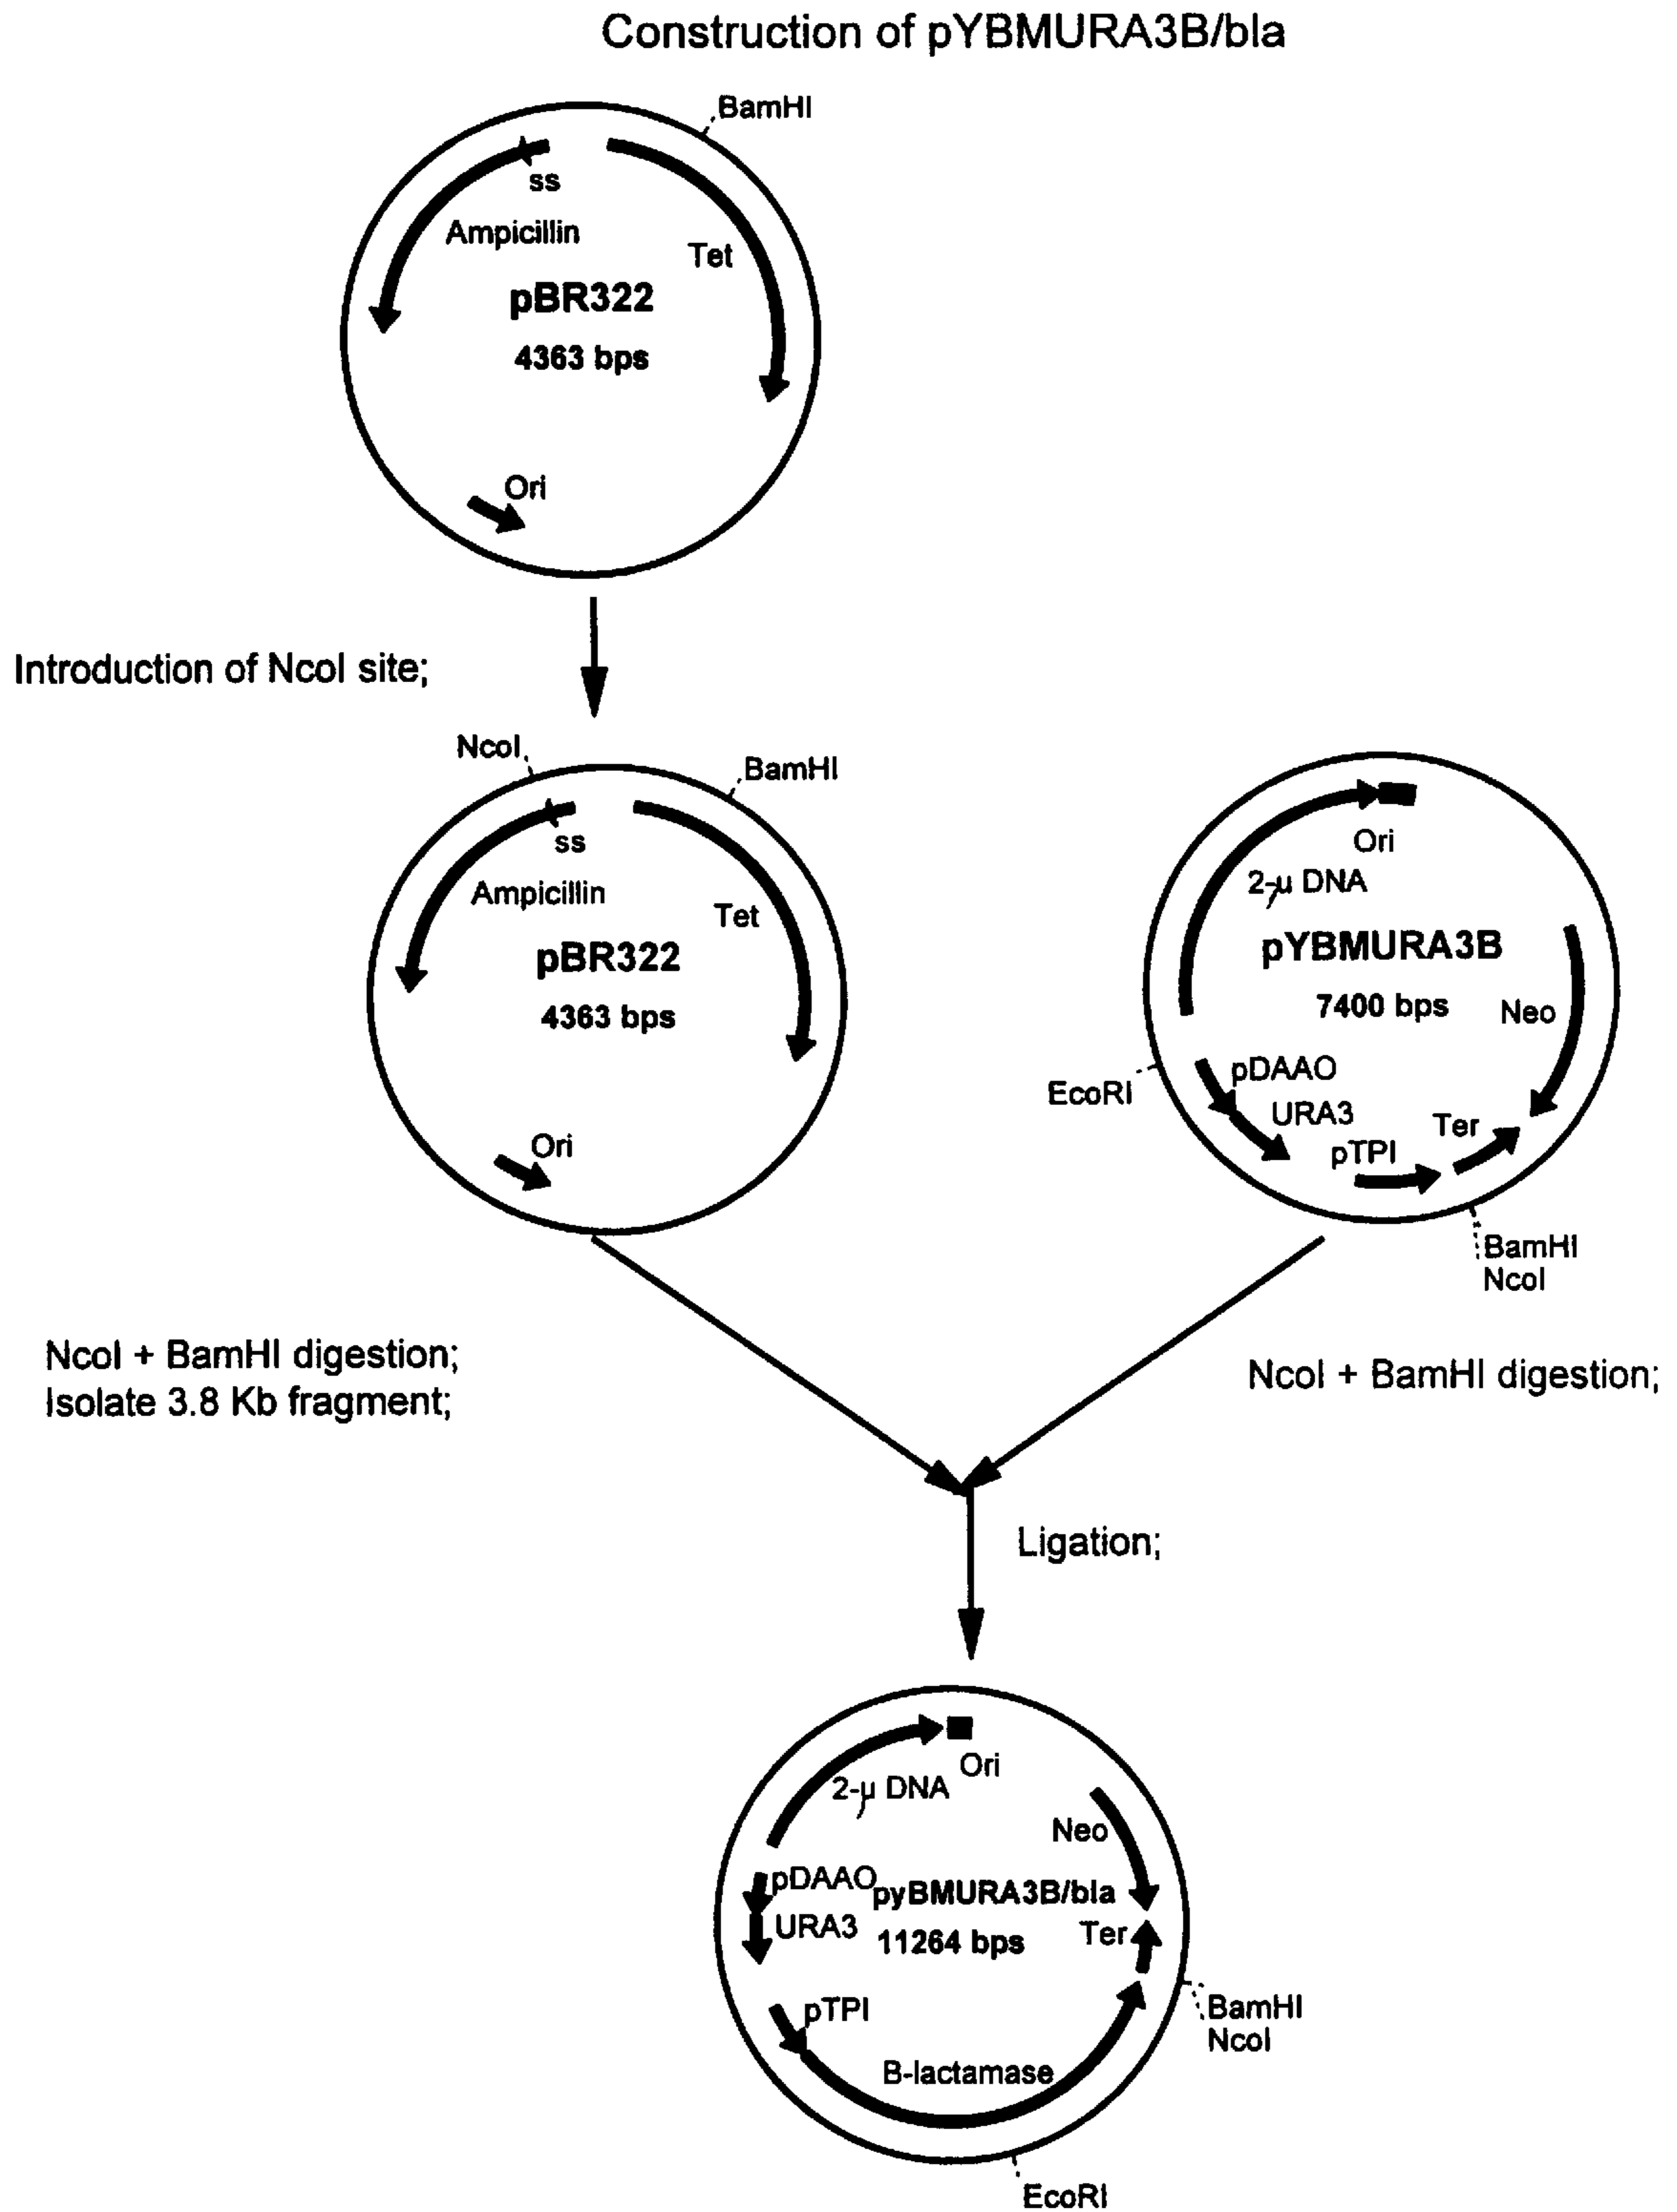 Construction of pYBMURA3B/bla
BamHI
ss
Ampicillin
Tet
pBR322
4363 bps
Ori
Introduction of NcoI site;
NcoI
BamHI
ss
Ampicillin
Tet
pBR322
4363 bps
Ori
Ori
2-µ DNA
pYBMURA3B
7400 bps
Neo
EcoRI
pDAAO
URA3
Ter
pTPI
BamHI
NcoI
NcoI + BamHI digestion;
Isolate 3.8 Kb fragment;
NcoI + BamHI digestion;
Ligation;
Ori
2-µ DNA
Neo
pDAAO
pyBMURA3B/bla
URA3
11264 bps
Ter
pTPI
BamHI
NcoI
B-lactamase
EcoRI